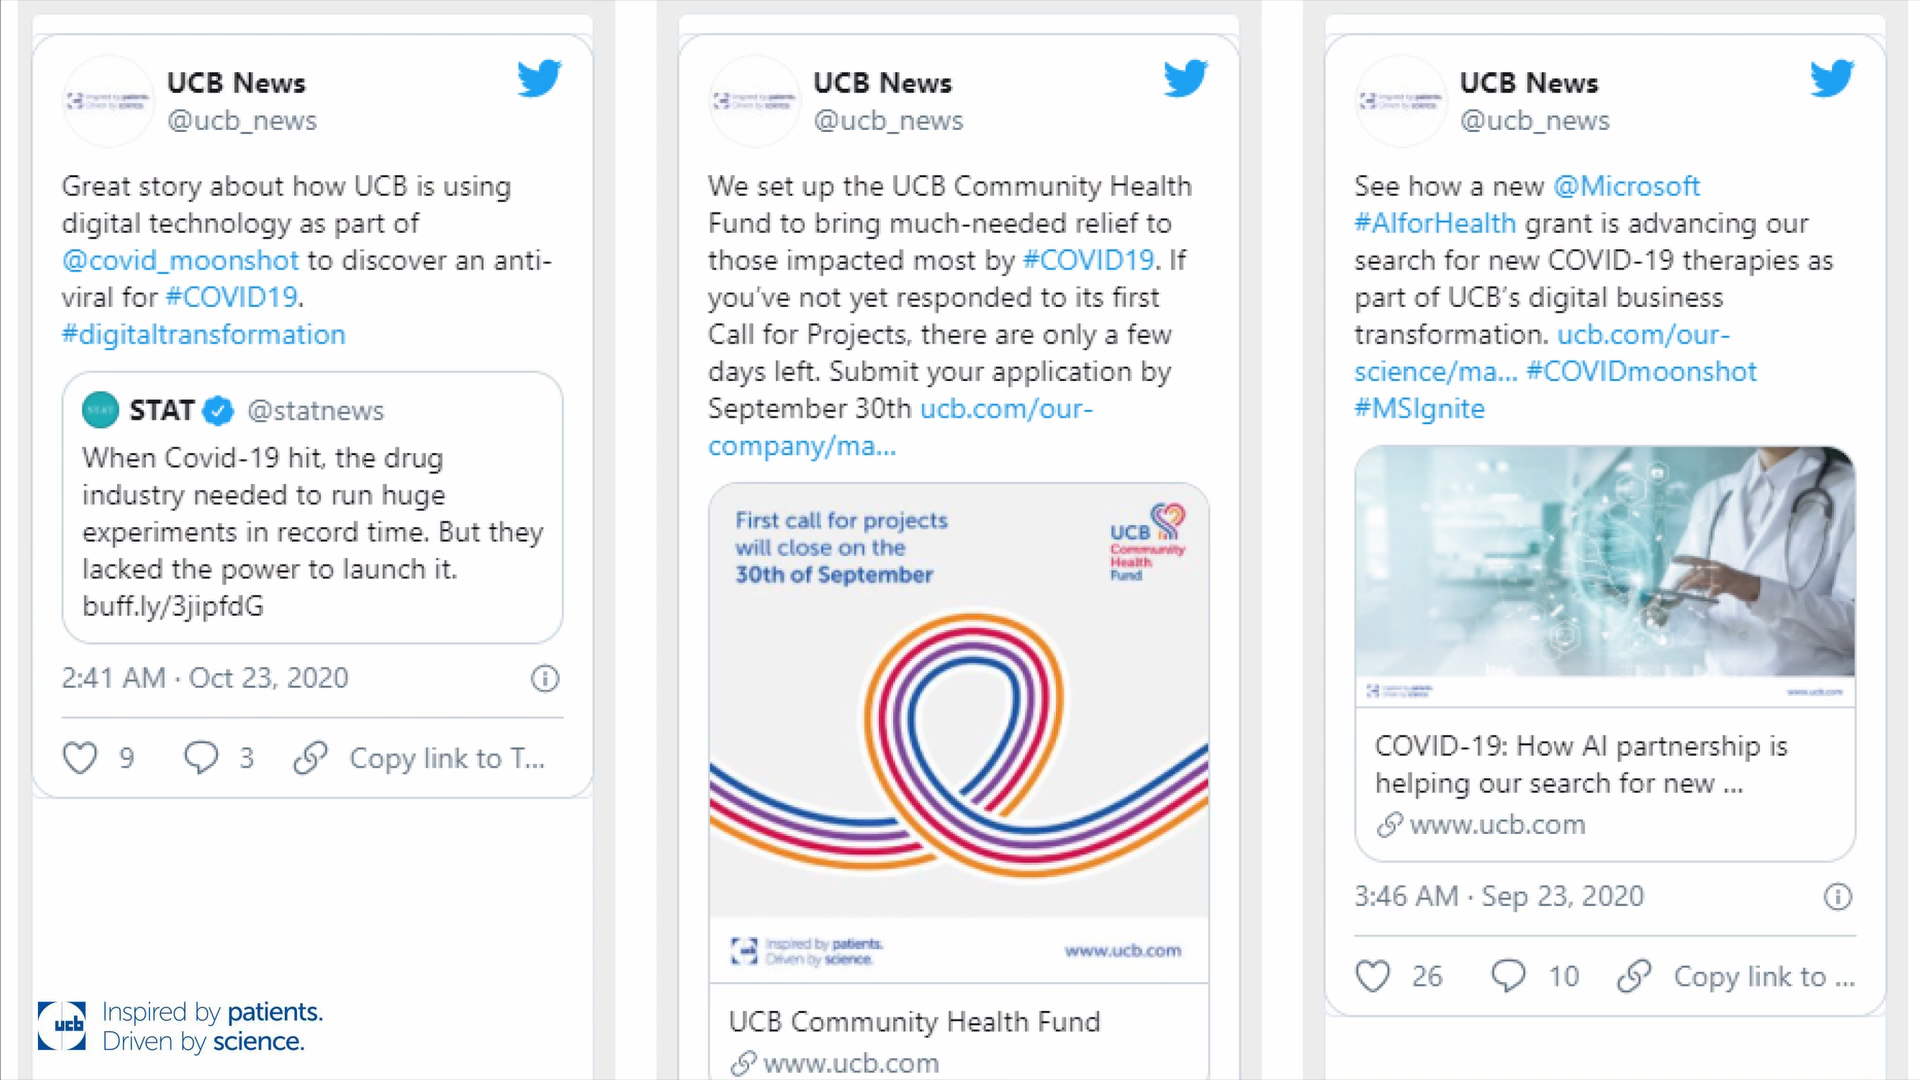 UCB News
@ucb_news
Great story about how UCB is using
digital technology as part of
@covid_moonshot to discover an anti-
viral for #COVID19.
#digitaltransformation
STAT @statnews
When Covid-19 hit, the drug
industry needed to run huge
experiments in record time. But they
lacked the power to launch it.
buff.ly/3jipfdG
2:41 AM · Oct 23, 2020
9 3 Copy link to T...
ucb
Inspired by patients.
Driven by science.
UCB News
@ucb_news
We set up the UCB Community Health
Fund to bring much-needed relief to
those impacted most by #COVID19. If
you’ve not yet responded to its first
Call for Projects, there are only a few
days left. Submit your application by
September 30th ucb.com/our-
company/ma...
First call for projects
will close on the
30th of September
UCB
Community
Health
Fund
Inspired by patients.
Driven by science.
www.ucb.com
UCB Community Health Fund
www.ucb.com
UCB News
@ucb_news
See how a new @Microsoft
#AIforHealth grant is advancing our
search for new COVID-19 therapies as
part of UCB’s digital business
transformation. ucb.com/our-
science/ma... #COVIDmoonshot
#MSIgnite
Inspired by patients.
Driven by science.
www.ucb.com
COVID-19: How AI partnership is
helping our search for new ...
www.ucb.com
3:46 AM · Sep 23, 2020
26 10 Copy link to ...